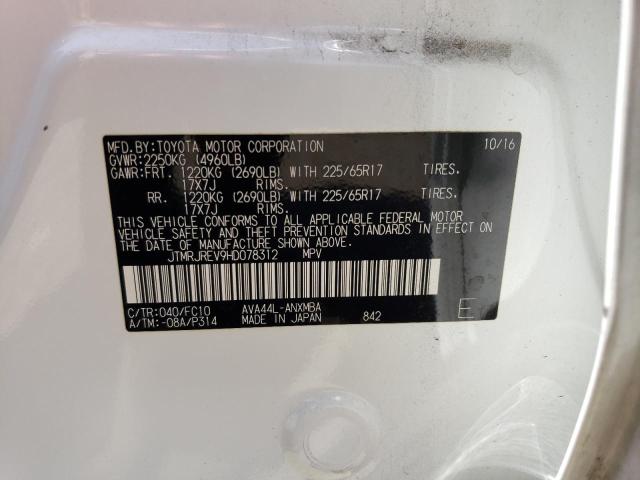 MFD.BY:TOYOTA MOTOR CORPORATION 10/16
GVWR:2250KG (4960LB)
GAWR:FRT. 1220KG (2690LB) WITH 225/65R17 TIRES.
17X7J RIMS.
RR. 1220KG (2690LB) WITH 225/65R17 TIRES.
17X7J RIMS.
THIS VEHICLE CONFORMS TO ALL APPLICABLE FEDERAL MOTOR
VEHICLE SAFETY AND THEFT PREVENTION STANDARDS IN EFFECT ON
THE DATE OF MANUFACTURE SHOWN ABOVE.
JTMRJREV9HD078312 MPV
C/TR:040/FC10 AVA44L-ANXMBA
A/TM:-08A/P314 MADE IN JAPAN 842 E